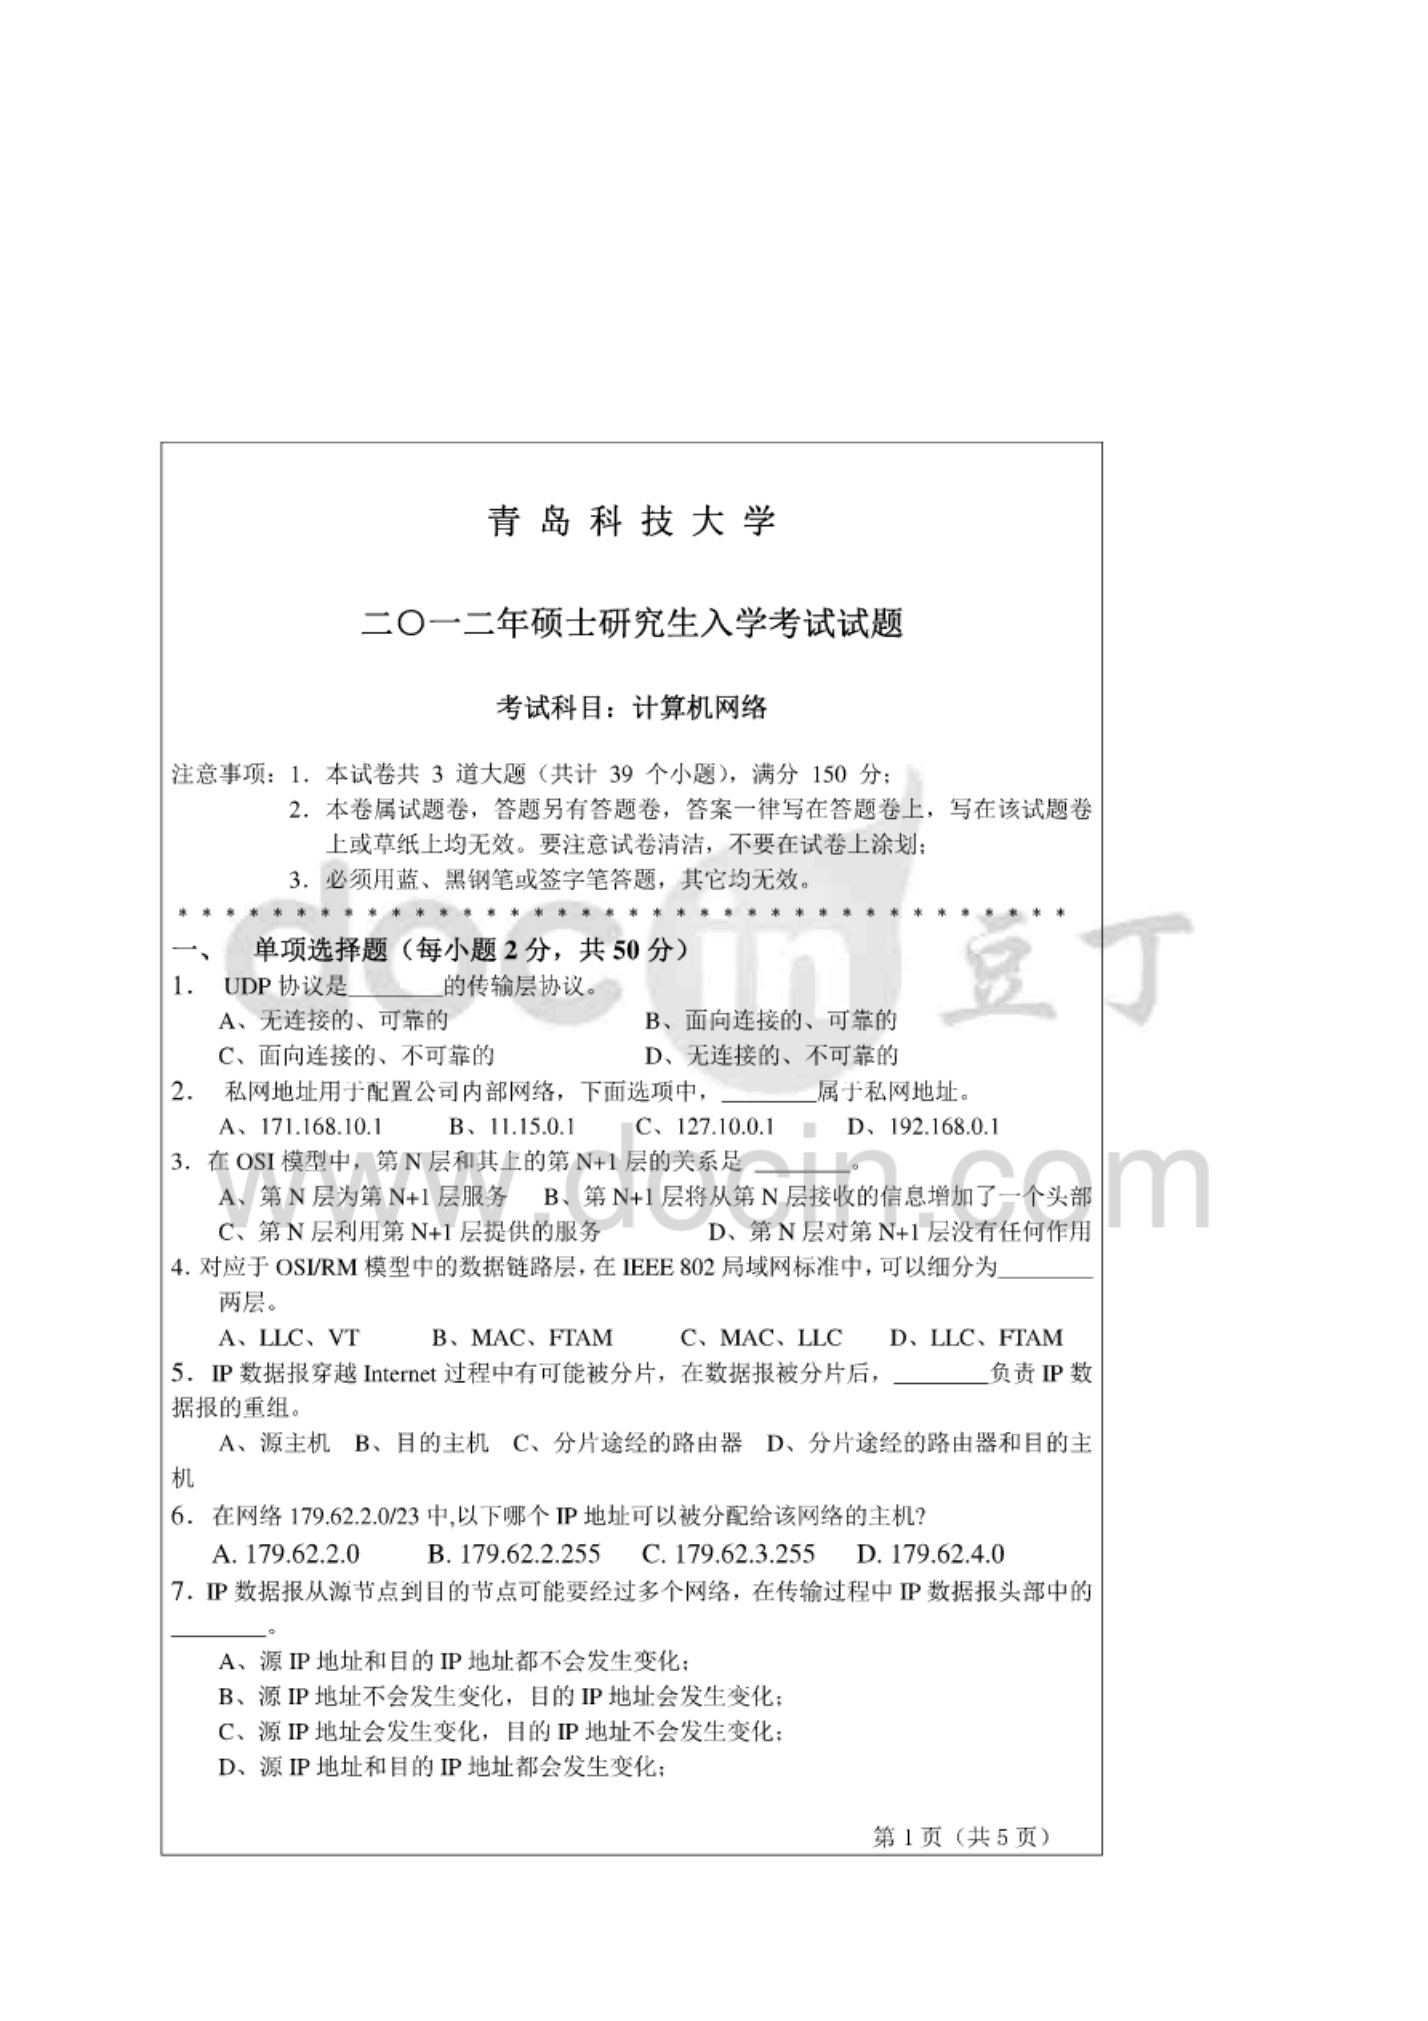 青 岛 科 技 大 学
二〇一二年硕士研究生入学考试试题
考试科目：计算机网络
注意事项：1．本试卷共 3 道大题（共计 39 个小题），满分 150 分；
2．本卷属试题卷，答题另有答题卷，答案一律写在答题卷上，写在该试题卷
上或草纸上均无效。要注意试卷清洁，不要在试卷上涂划；
3．必须用蓝、黑钢笔或签字笔答题，其它均无效。
＊＊＊＊＊＊＊＊＊＊＊＊＊＊＊＊＊＊＊＊＊＊＊＊＊＊＊＊＊＊＊＊＊＊＊＊＊＊
一、 单项选择题（每小题 2 分，共 50 分）
1． UDP 协议是________的传输层协议。
A、无连接的、可靠的 B、面向连接的、可靠的
C、面向连接的、不可靠的 D、无连接的、不可靠的
2． 私网地址用于配置公司内部网络，下面选项中，________属于私网地址。
A、171.168.10.1 B、11.15.0.1 C、127.10.0.1 D、192.168.0.1
3．在 OSI 模型中，第 N 层和其上的第 N+1 层的关系是 ________。
A、第 N 层为第 N+1 层服务 B、第 N+1 层将从第 N 层接收的信息增加了一个头部
C、第 N 层利用第 N+1 层提供的服务 D、第 N 层对第 N+1 层没有任何作用
4．对应于 OSI/RM 模型中的数据链路层，在 IEEE 802 局域网标准中，可以细分为________
两层。
A、LLC、VT B、MAC、FTAM C、MAC、LLC D、LLC、FTAM
5．IP 数据报穿越 Internet 过程中有可能被分片，在数据报被分片后，________负责 IP 数
据报的重组。
A、源主机 B、目的主机 C、分片途经的路由器 D、分片途经的路由器和目的主
机
6．在网络 179.62.2.0/23 中,以下哪个 IP 地址可以被分配给该网络的主机?
A. 179.62.2.0 B. 179.62.2.255 C. 179.62.3.255 D. 179.62.4.0
7．IP 数据报从源节点到目的节点可能要经过多个网络，在传输过程中 IP 数据报头部中的
________。
A、源 IP 地址和目的 IP 地址都不会发生变化；
B、源 IP 地址不会发生变化，目的 IP 地址会发生变化；
C、源 IP 地址会发生变化，目的 IP 地址不会发生变化；
D、源 IP 地址和目的 IP 地址都会发生变化；
第 1 页（共 5 页）
docin 豆丁
www.docin.com